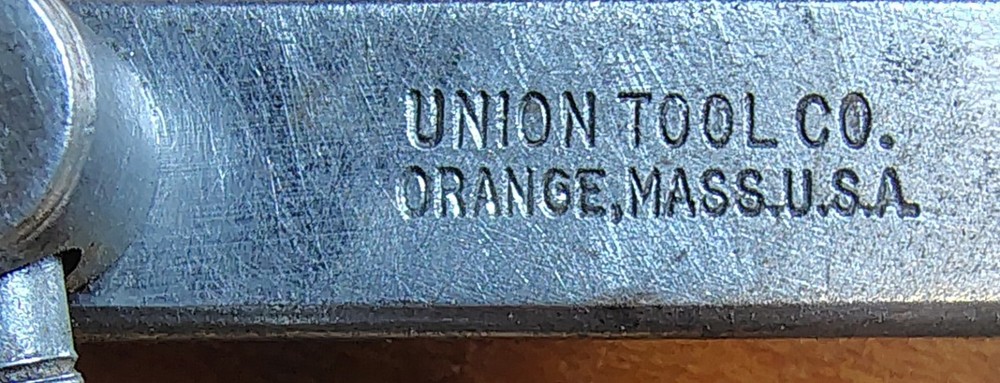 UNION TOOL CO.
ORANGE, MASS.U.S.A.